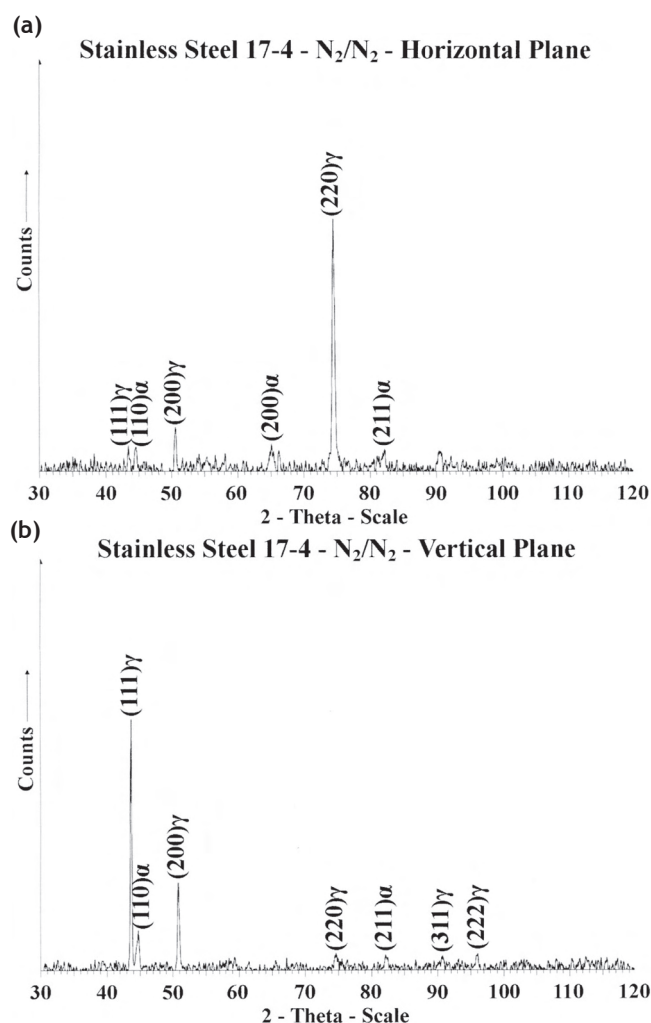 (a)
Stainless Steel 17-4 - N₂/N₂ - Horizontal Plane
Counts
(111)γ
(110)α
(200)γ
(200)α
(220)γ
(211)α
30 40 50 60 70 80 90 100 110 120
2 - Theta - Scale
(b)
Stainless Steel 17-4 - N₂/N₂ - Vertical Plane
Counts
(111)γ
(110)α
(200)γ
(220)γ
(211)α
(311)γ
(222)γ
30 40 50 60 70 80 90 100 110 120
2 - Theta - Scale